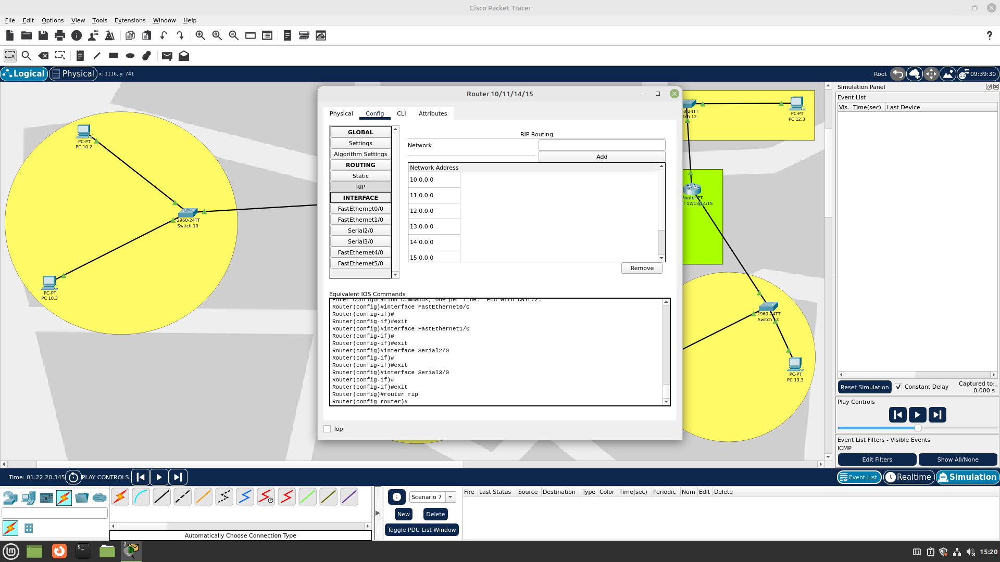 Cisco Packet Tracer
File Edit Options View Tools Extensions Window Help
Logical Physical x: 1116, y: 741
Root 09:39:30
PC-PT
PC 10.2
2960-24TT
Switch 10
PC-PT
PC 10.3
Router 10/11/14/15
Physical Config CLI Attributes
GLOBAL
Settings
Algorithm Settings
ROUTING
Static
RIP
INTERFACE
FastEthernet0/0
FastEthernet1/0
Serial2/0
Serial3/0
FastEthernet4/0
FastEthernet5/0
RIP Routing
Network
Add
Network Address
10.0.0.0
11.0.0.0
12.0.0.0
13.0.0.0
14.0.0.0
15.0.0.0
Remove
Equivalent IOS Commands
Enter configuration commands, one per line. End with CNTL/Z.
Router(config)#interface FastEthernet0/0
Router(config-if)#
Router(config-if)#exit
Router(config)#interface FastEthernet1/0
Router(config-if)#
Router(config-if)#exit
Router(config)#interface Serial2/0
Router(config-if)#
Router(config-if)#exit
Router(config)#interface Serial3/0
Router(config-if)#
Router(config-if)#exit
Router(config)#router rip
Router(config-router)#
Top
12
PC-PT
PC 12.3
Router-PT
12/13/14/15
2960-24TT
Switch 13
PC-PT
PC 13.3
Simulation Panel
Event List
Vis. Time(sec) Last Device
Reset Simulation Constant Delay Captured to:
0.000 s
Play Controls
Event List Filters - Visible Events
ICMP
Edit Filters Show All/None
Time: 01:22:20.345 PLAY CONTROLS:
Event List Realtime Simulation
Automatically Choose Connection Type
Scenario 7
New Delete
Toggle PDU List Window
Fire Last Status Source Destination Type Color Time(sec) Periodic Num Edit Delete
2
15:20